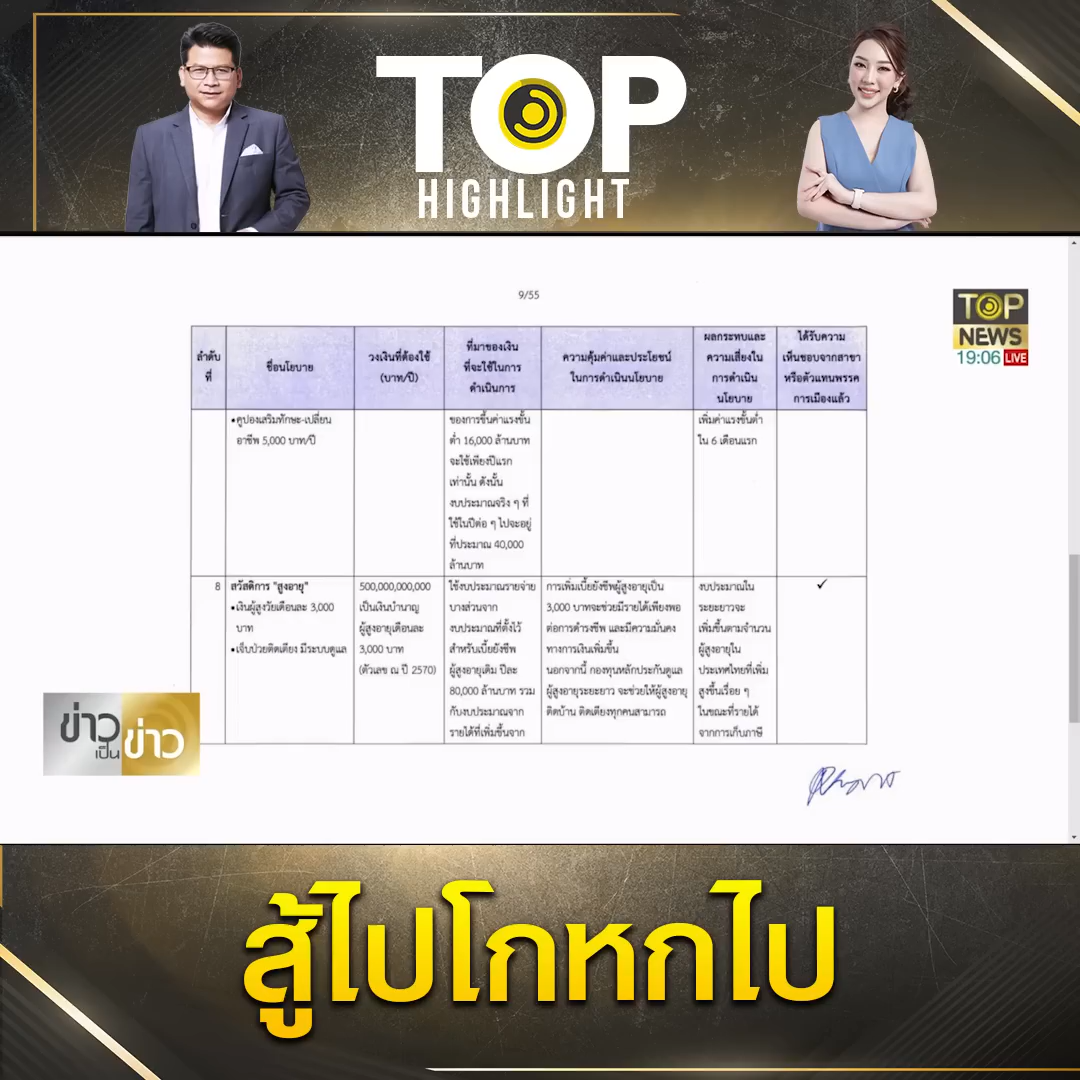 TOP
HIGHLIGHT
9/55
TOP
NEWS
19:06 LIVE
ลำดับ
ที่
ชื่อนโยบาย
วงเงินที่ต้องใช้
(บาท/ปี)
ที่มาของเงิน
ที่จะใช้ในการ
ดำเนินการ
ความคุ้มค่าและประโยชน์
ในการดำเนินนโยบาย
ผลกระทบและ
ความเสี่ยงใน
การดำเนิน
นโยบาย
ได้รับความ
เห็นชอบจากสาขา
หรือตัวแทนพรรค
การเมืองแล้ว
•คูปองเสริมทักษะ-เปลี่ยน
อาชีพ 5,000 บาท/ปี
ของการขึ้นค่าแรงขั้น
ต่ำ 16,000 ล้านบาท
จะใช้เพียงปีแรก
เท่านั้น ดังนั้น
งบประมาณจริง ๆ ที่
ใช้ในปีต่อ ๆ ไปจะอยู่
ที่ประมาณ 40,000
ล้านบาท
เพิ่มค่าแรงขั้นต่ำ
ใน 6 เดือนแรก
8
สวัสดิการ "สูงอายุ"
•เงินผู้สูงวัยเดือนละ 3,000
บาท
•เจ็บป่วยติดเตียง มีระบบดูแล
500,000,000,000
เป็นเงินบำนาญ
ผู้สูงอายุเดือนละ
3,000 บาท
(ตัวเลข ณ ปี 2570)
ใช้งบประมาณรายจ่าย
บางส่วนจาก
งบประมาณที่ตั้งไว้
สำหรับเบี้ยยังชีพ
ผู้สูงอายุเดิม ปีละ
80,000 ล้านบาท รวม
กับงบประมาณจาก
รายได้ที่เพิ่มขึ้นจาก
การเพิ่มเบี้ยยังชีพผู้สูงอายุเป็น
3,000 บาทจะช่วยมีรายได้เพียงพอ
ต่อการดำรงชีพ และมีความมั่นคง
ทางการเงินเพิ่มขึ้น
นอกจากนี้ กองทุนหลักประกันดูแล
ผู้สูงอายุระยะยาว จะช่วยให้ผู้สูงอายุ
ติดบ้าน ติดเตียงทุกคนสามารถ
งบประมาณใน
ระยะยาวจะ
เพิ่มขึ้นตามจำนวน
ผู้สูงอายุใน
ประเทศไทยที่เพิ่ม
สูงขึ้นเรื่อย ๆ
ในขณะที่รายได้
จากการเก็บภาษี
✓
ข่าว
เป็น ข่าว
สู้ไปโกหกไป